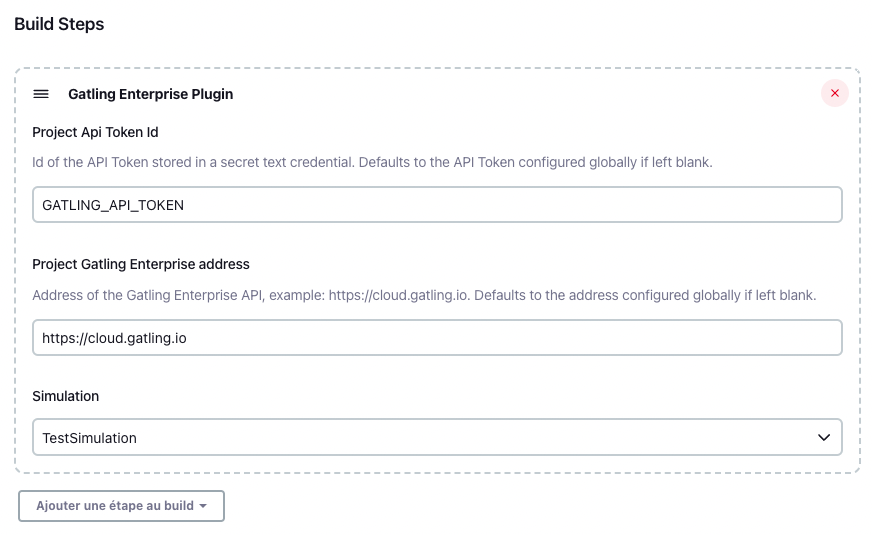 Build Steps
Gatling Enterprise Plugin
Project Api Token Id
Id of the API Token stored in a secret text credential. Defaults to the API Token configured globally if left blank.
GATLING_API_TOKEN
Project Gatling Enterprise address
Address of the Gatling Enterprise API, example: https://cloud.gatling.io. Defaults to the address configured globally if left blank.
https://cloud.gatling.io
Simulation
TestSimulation
Ajouter une étape au build